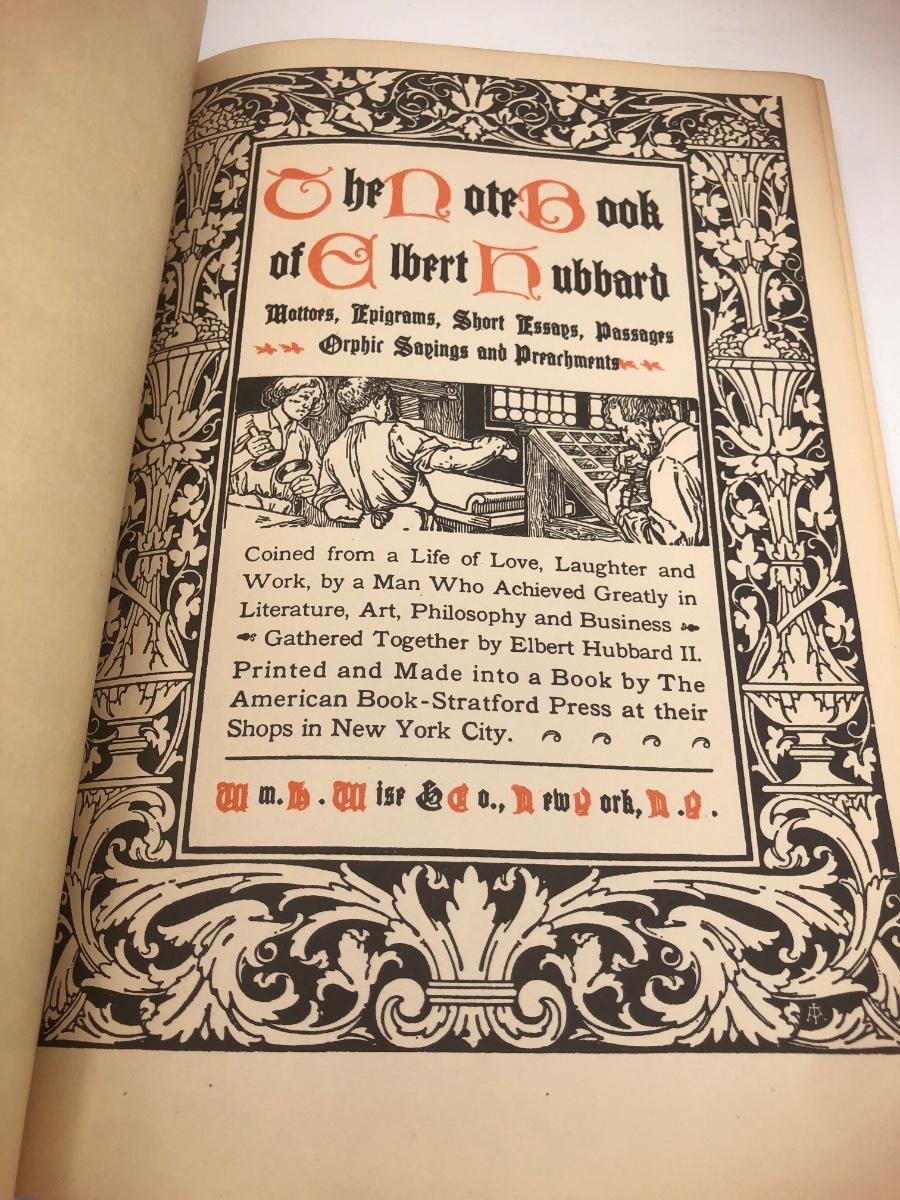 The Note Book
of Elbert Hubbard
Mottoes, Epigrams, Short Essays, Passages
Orphic Sayings and Preachments
Coined from a Life of Love, Laughter and
Work, by a Man Who Achieved Greatly in
Literature, Art, Philosophy and Business
Gathered Together by Elbert Hubbard II.
Printed and Made into a Book by The
American Book-Stratford Press at their
Shops in New York City.
Wm. H. Wise & Co., New York, N.Y.